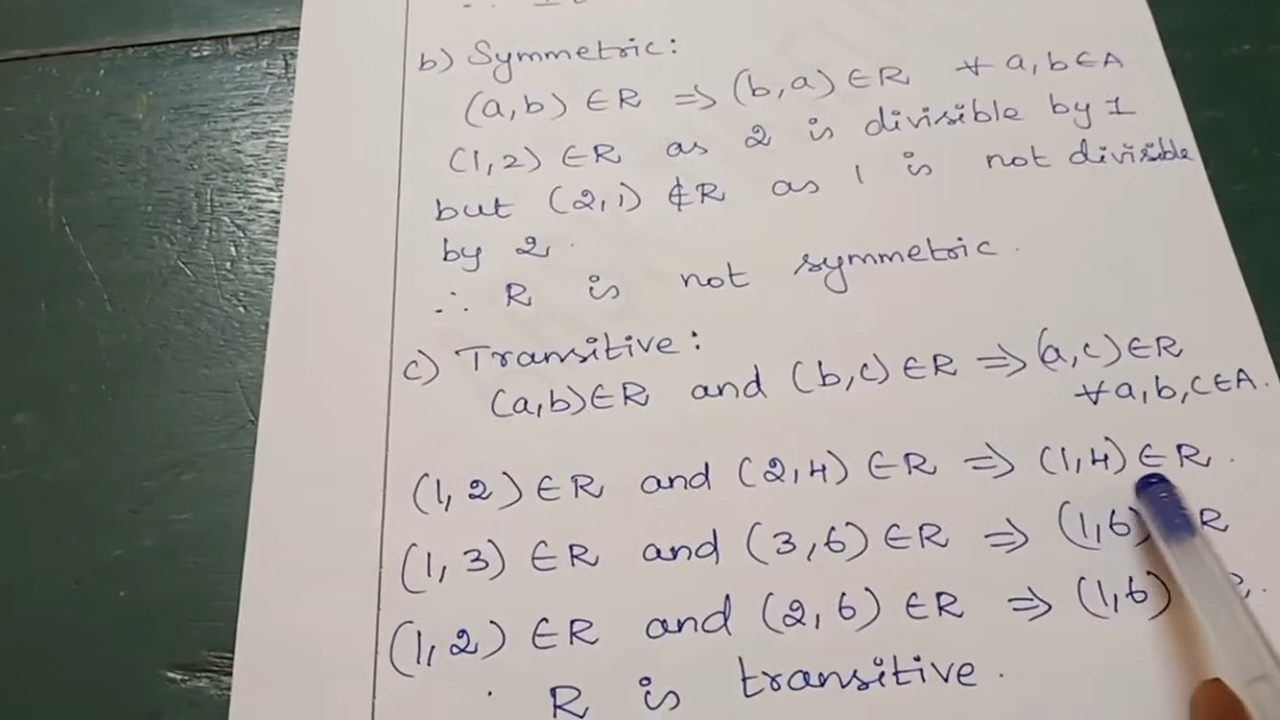 b) Symmetric:
(a,b) ∈R ⇒ (b,a) ∈R ∀ a,b∈A
(1,2) ∈R as 2 is divisible by 1
but (2,1) ∉R as 1 is not divisible
by 2.
∴ R is not symmetric.
c) Transitive:
(a,b)∈R and (b,c) ∈R ⇒ (a,c)∈R
∀a,b,c∈A.
(1,2) ∈R and (2,4) ∈R ⇒ (1,4) ∈R.
(1,3) ∈R and (3,6) ∈R ⇒ (1,6) R
(1,2) ∈R and (2,6) ∈R ⇒ (1,6)
R is transitive.